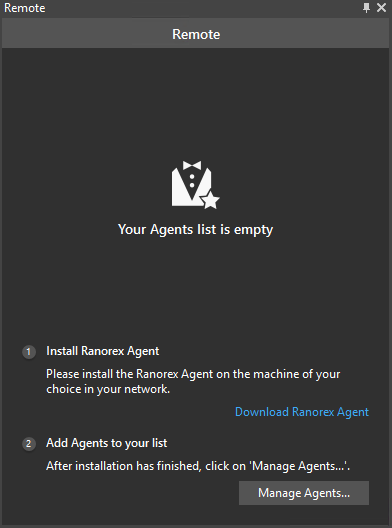 Remote
Remote
Your Agents list is empty
1 Install Ranorex Agent
Please install the Ranorex Agent on the machine of your
choice in your network.
Download Ranorex Agent
2 Add Agents to your list
After installation has finished, click on 'Manage Agents...'.
Manage Agents...